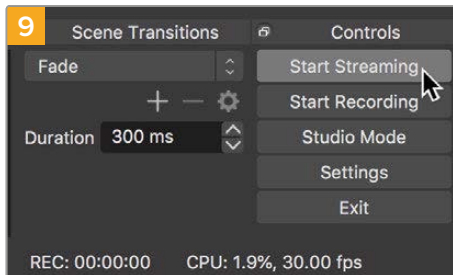 9
Scene Transitions
Controls
Fade
Start Streaming
Start Recording
Duration 300 ms
Studio Mode
Settings
Exit
REC: 00:00:00 CPU: 1.9%, 30.00 fps